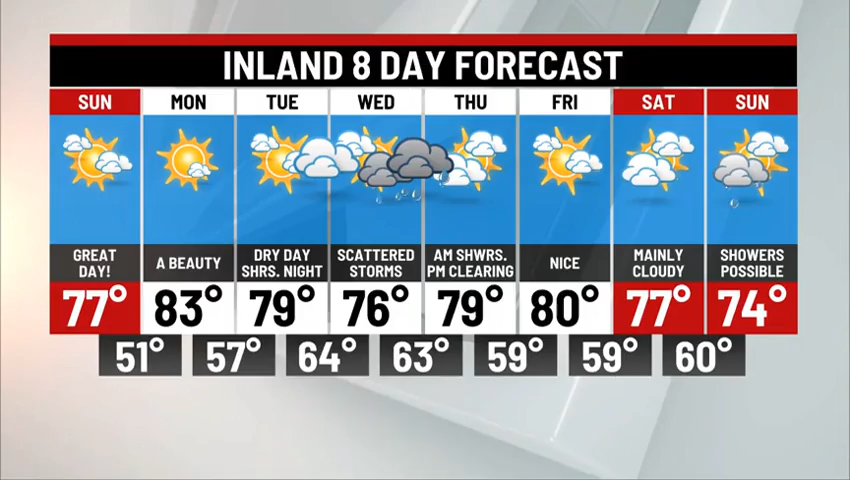 INLAND 8 DAY FORECAST
SUN MON TUE WED THU FRI SAT SUN
GREAT DAY!
A BEAUTY
DRY DAY
SHRS. NIGHT
SCATTERED
STORMS
AM SHWRS.
PM CLEARING
NICE
MAINLY
CLOUDY
SHOWERS
POSSIBLE
77° 83° 79° 76° 79° 80° 77° 74°
51° 57° 64° 63° 59° 59° 60°